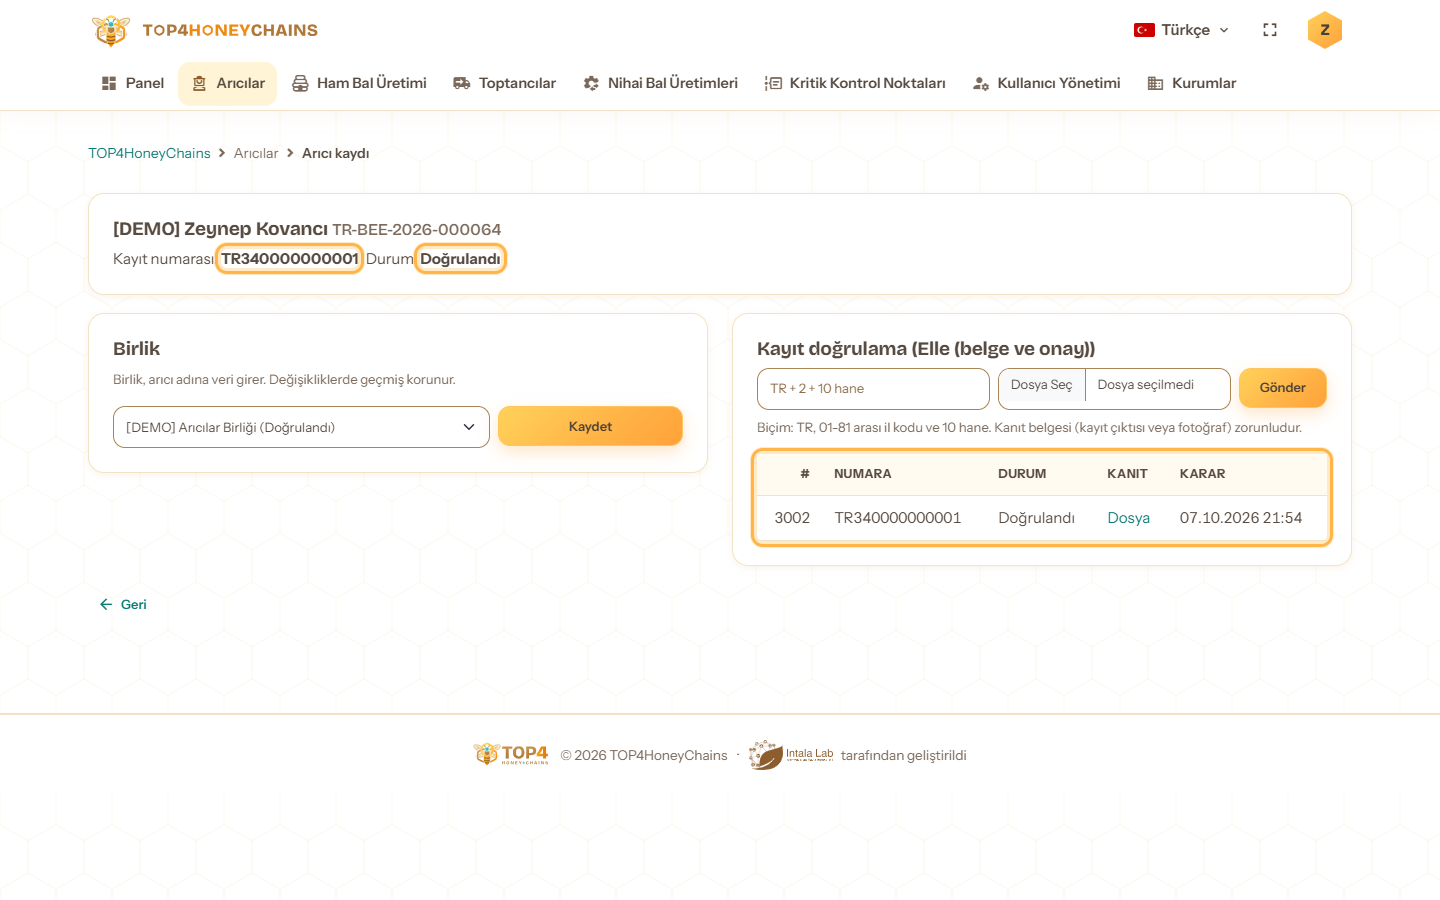 TOP4HONEYCHAINS
Türkçe
Z
Panel
Arıcılar
Ham Bal Üretimi
Toptancılar
Nihai Bal Üretimleri
Kritik Kontrol Noktaları
Kullanıcı Yönetimi
Kurumlar
TOP4HoneyChains > Arıcılar > Arıcı kaydı
[DEMO] Zeynep Kovancı TR-BEE-2026-000064
Kayıt numarası TR340000000001 Durum Doğrulandı
Birlik
Birlik, arıcı adına veri girer. Değişikliklerde geçmiş korunur.
[DEMO] Arıcılar Birliği (Doğrulandı)
Kaydet
Kayıt doğrulama (Elle (belge ve onay))
TR + 2 + 10 hane
Dosya Seç
Dosya seçilmedi
Gönder
Biçim: TR, 01-81 arası il kodu ve 10 hane. Kanıt belgesi (kayıt çıktısı veya fotoğraf) zorunludur.
# NUMARA DURUM KANIT KARAR
3002 TR340000000001 Doğrulandı Dosya 07.10.2026 21:54
Geri
TOP4 © 2026 TOP4HoneyChains · Intala Lab tarafından geliştirildi
HONEYCHAINS